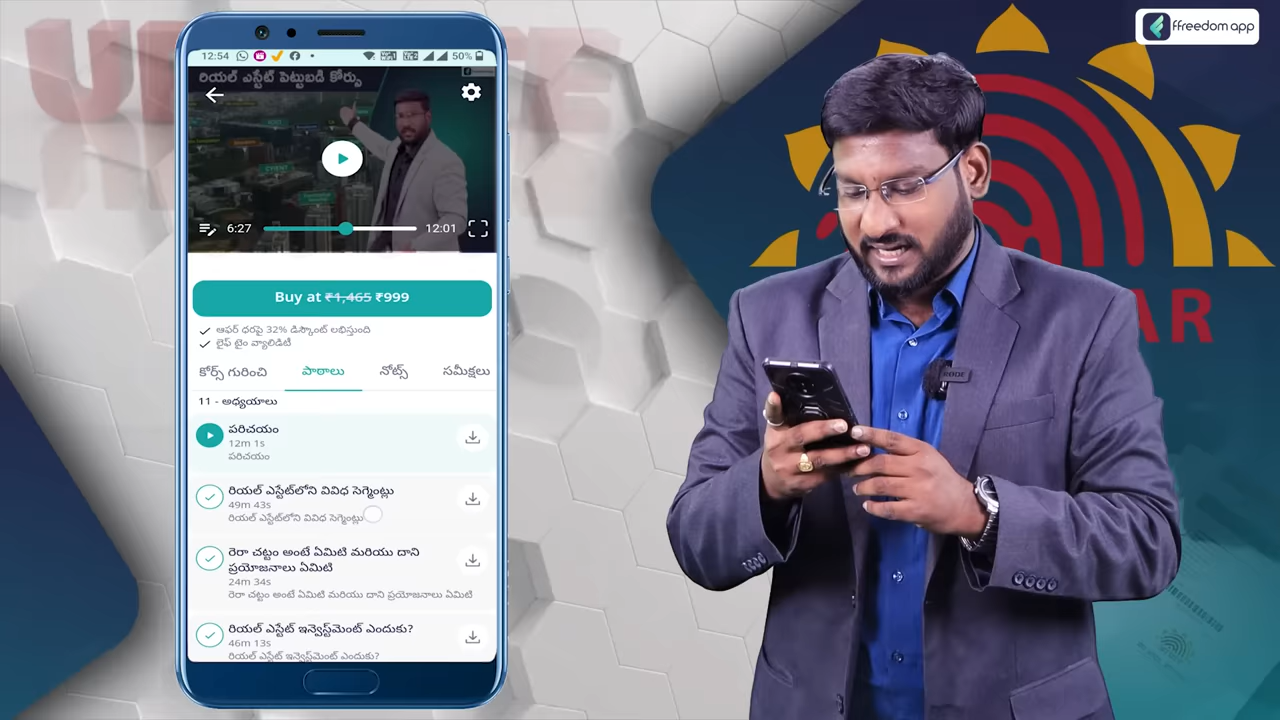 ffreedom app
12:54
50%
రియల్ ఎస్టేట్ పెట్టుబడి కోర్సు
6:27
12:01
Buy at ₹1,465 ₹999
ఆఫర్ ధరపై 32% డిస్కౌంట్ లభిస్తుంది
లైఫ్ టైం వ్యాలిడిటీ
కోర్స్ గురించి
పాఠాలు
నోట్స్
సమీక్షలు
11 - అధ్యయాలు
పరిచయం
12m 1s
పరిచయం
రియల్ ఎస్టేట్‌లోని వివిధ సెగ్మెంట్లు
49m 43s
రియల్ ఎస్టేట్‌లోని వివిధ సెగ్మెంట్లు
రెరా చట్టం అంటే ఏమిటి మరియు దాని
ప్రయోజనాలు ఏమిటి
24m 34s
రెరా చట్టం అంటే ఏమిటి మరియు దాని ప్రయోజనాలు ఏమిటి
రియల్ ఎస్టేట్ ఇన్వెస్ట్‌మెంట్ ఎందుకు?
46m 13s
రియల్ ఎస్టేట్ ఇన్వెస్ట్‌మెంట్ ఎందుకు?
RODE